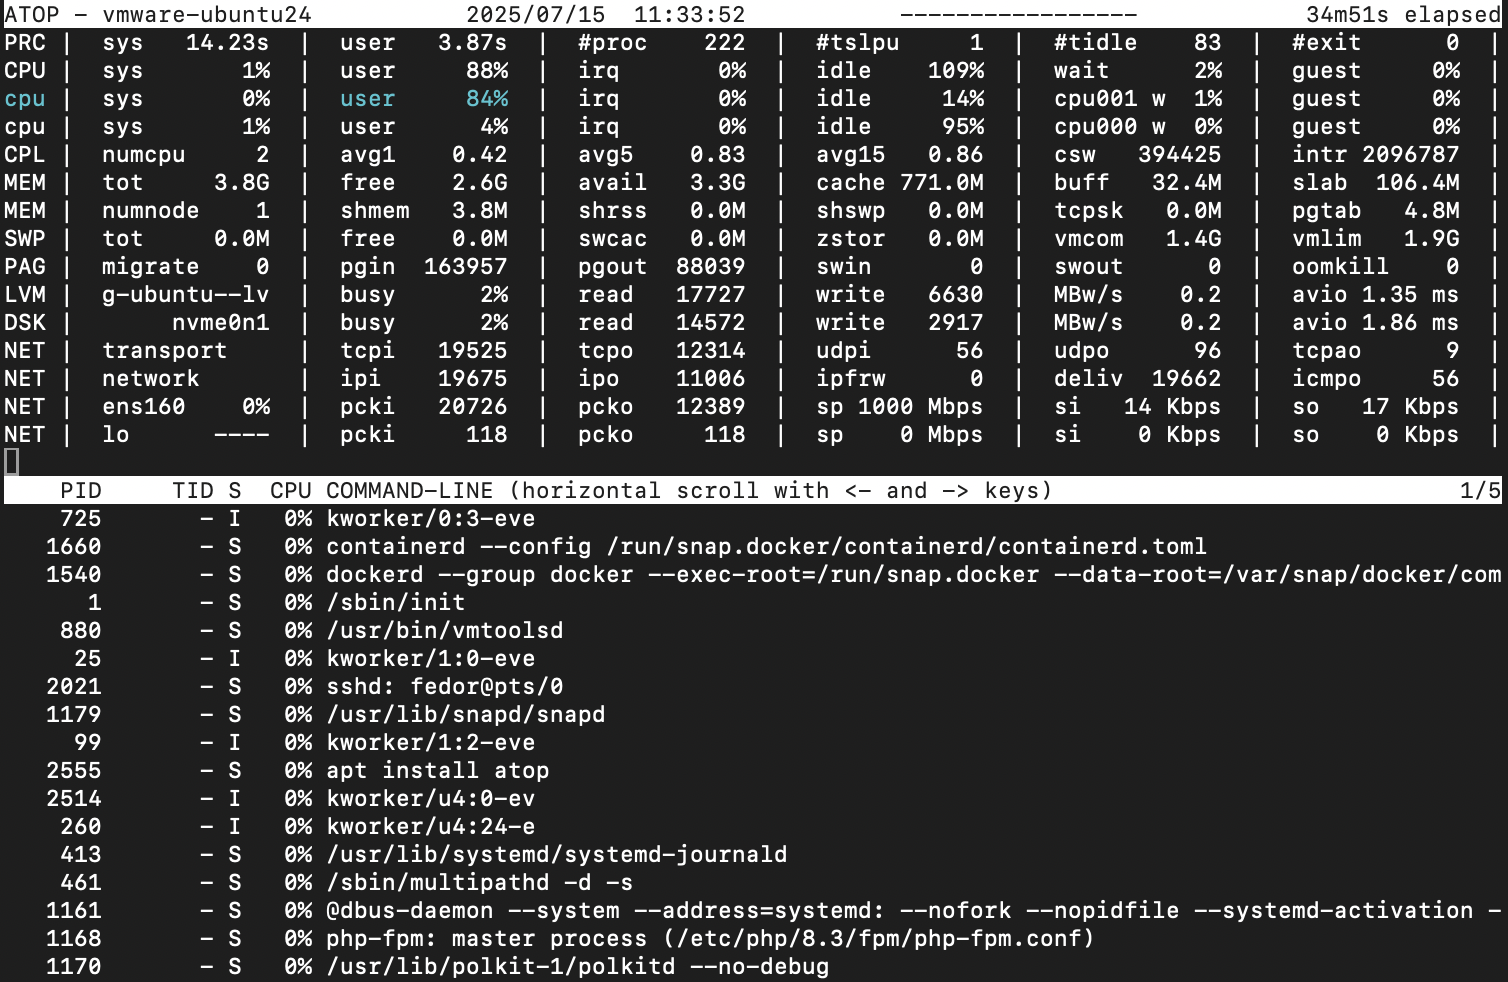 ATOP - vmware-ubuntu24 2025/07/15 11:33:52 ----------------- 34m51s elapsed
PRC | sys 14.23s | user 3.87s | #proc 222 | #tslpu 1 | #tidle 83 | #exit 0 |
CPU | sys 1% | user 88% | irq 0% | idle 109% | wait 2% | guest 0% |
cpu | sys 0% | user 84% | irq 0% | idle 14% | cpu001 w 1% | guest 0% |
cpu | sys 1% | user 4% | irq 0% | idle 95% | cpu000 w 0% | guest 0% |
CPL | numcpu 2 | avg1 0.42 | avg5 0.83 | avg15 0.86 | csw 394425 | intr 2096787 |
MEM | tot 3.8G | free 2.6G | avail 3.3G | cache 771.0M | buff 32.4M | slab 106.4M |
MEM | numnode 1 | shmem 3.8M | shrss 0.0M | shswp 0.0M | tcpsk 0.0M | pgtab 4.8M |
SWP | tot 0.0M | free 0.0M | swcac 0.0M | zstor 0.0M | vmcom 1.4G | vmlim 1.9G |
PAG | migrate 0 | pgin 163957 | pgout 88039 | swin 0 | swout 0 | oomkill 0 |
LVM | g-ubuntu--lv | busy 2% | read 17727 | write 6630 | MBw/s 0.2 | avio 1.35 ms |
DSK | nvme0n1 | busy 2% | read 14572 | write 2917 | MBw/s 0.2 | avio 1.86 ms |
NET | transport | tcpi 19525 | tcpo 12314 | udpi 56 | udpo 96 | tcpao 9 |
NET | network | ipi 19675 | ipo 11006 | ipfrw 0 | deliv 19662 | icmpo 56 |
NET | ens160 0% | pcki 20726 | pcko 12389 | sp 1000 Mbps | si 14 Kbps | so 17 Kbps |
NET | lo ---- | pcki 118 | pcko 118 | sp 0 Mbps | si 0 Kbps | so 0 Kbps |
PID TID S CPU COMMAND-LINE (horizontal scroll with <- and -> keys) 1/5
725 - I 0% kworker/0:3-eve
1660 - S 0% containerd --config /run/snap.docker/containerd/containerd.toml
1540 - S 0% dockerd --group docker --exec-root=/run/snap.docker --data-root=/var/snap/docker/com
1 - S 0% /sbin/init
880 - S 0% /usr/bin/vmtoolsd
25 - I 0% kworker/1:0-eve
2021 - S 0% sshd: fedor@pts/0
1179 - S 0% /usr/lib/snapd/snapd
99 - I 0% kworker/1:2-eve
2555 - S 0% apt install atop
2514 - I 0% kworker/u4:0-ev
260 - I 0% kworker/u4:24-e
413 - S 0% /usr/lib/systemd/systemd-journald
461 - S 0% /sbin/multipathd -d -s
1161 - S 0% @dbus-daemon --system --address=systemd: --nofork --nopidfile --systemd-activation -
1168 - S 0% php-fpm: master process (/etc/php/8.3/fpm/php-fpm.conf)
1170 - S 0% /usr/lib/polkit-1/polkitd --no-debug